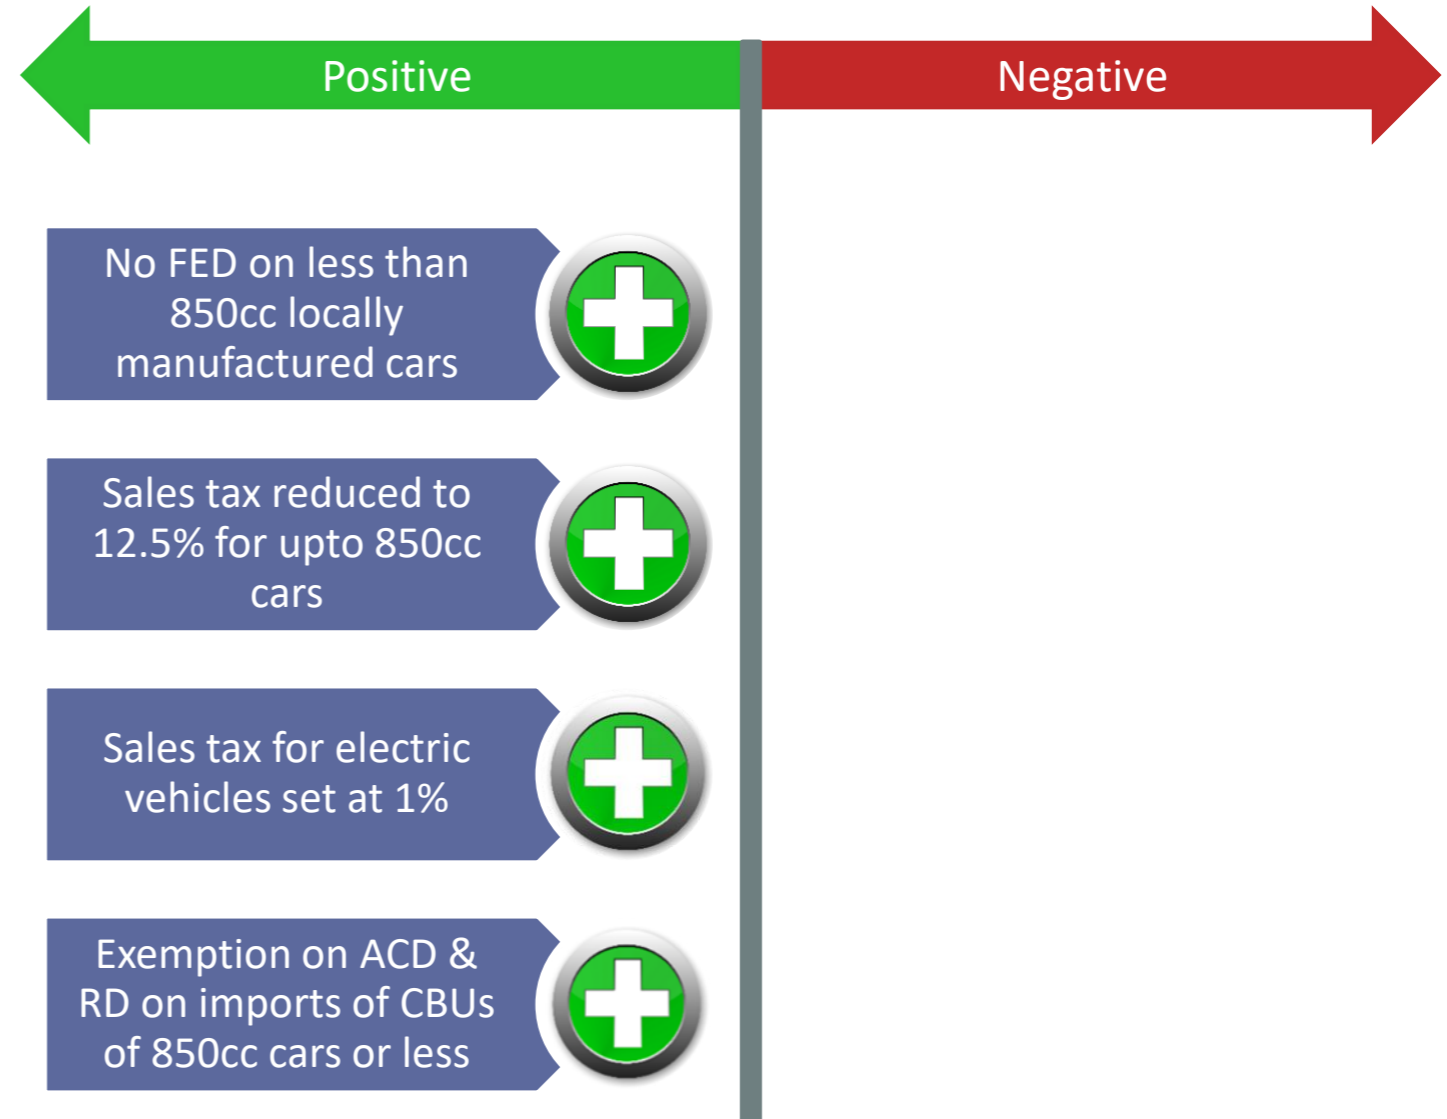 Positive
Negative
No FED on less than
850cc locally
manufactured cars
Sales tax reduced to
12.5% for upto 850cc
cars
Sales tax for electric
vehicles set at 1%
Exemption on ACD &
RD on imports of CBUs
of 850cc cars or less